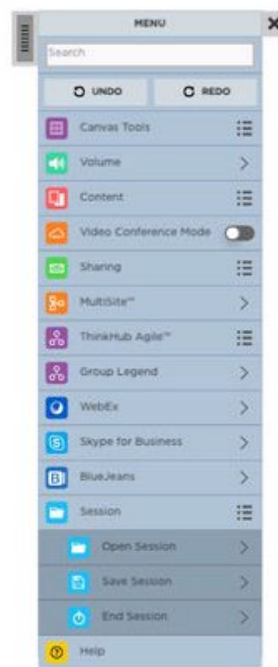 MENU
Search
UNDO REDO
Canvas Tools
Volume
Content
Video Conference Mode
Sharing
MultiSite™
ThinkHub Agile™
Group Legend
WebEx
Skype for Business
BlueJeans
Session
Open Session
Save Session
End Session
Help